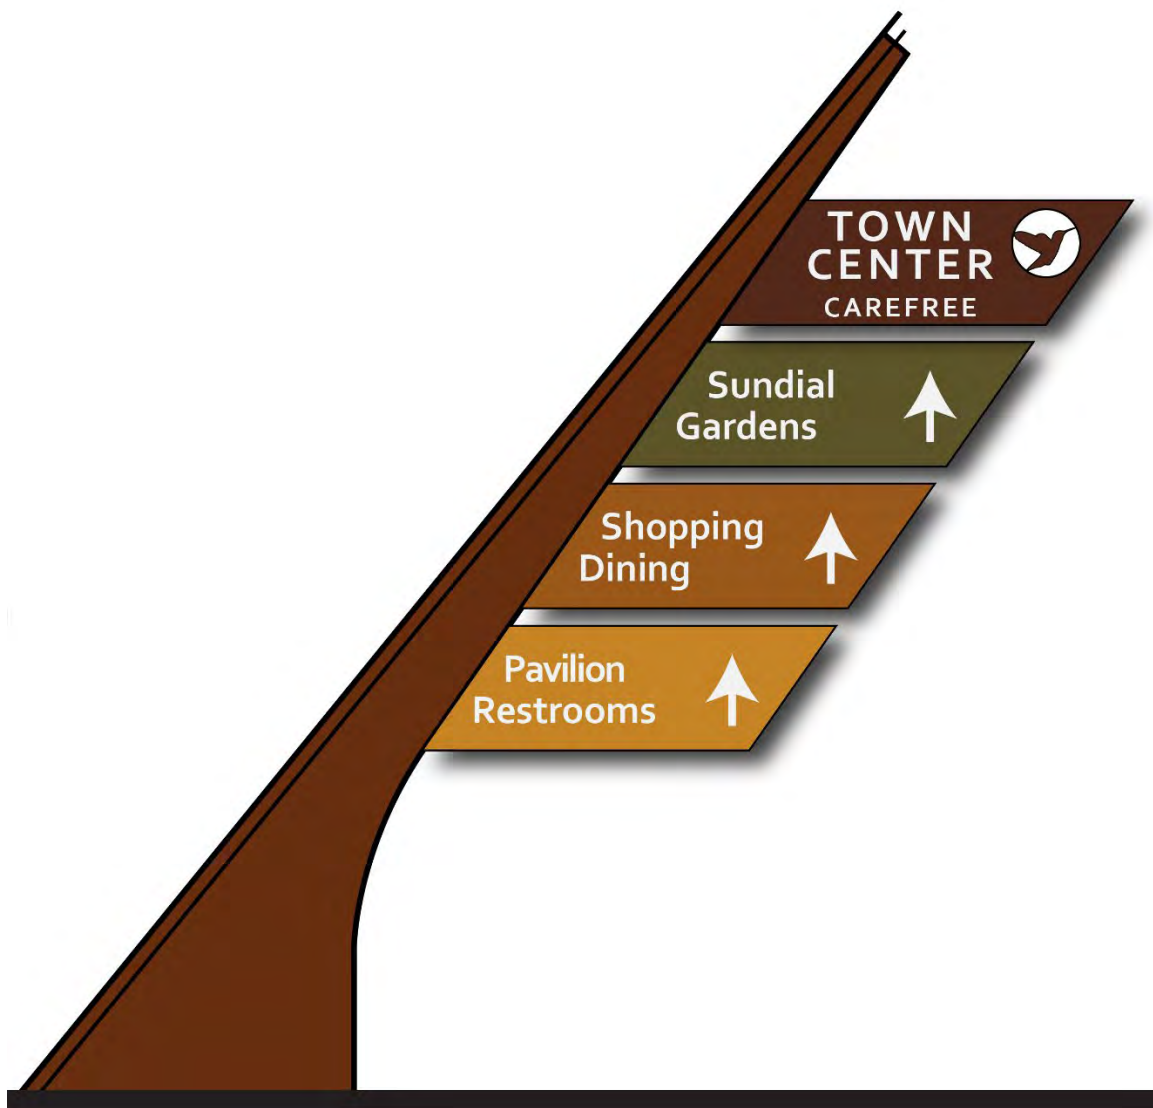 TOWN
CENTER
CAREFREE
Sundial
Gardens
Shopping
Dining
Pavilion
Restrooms